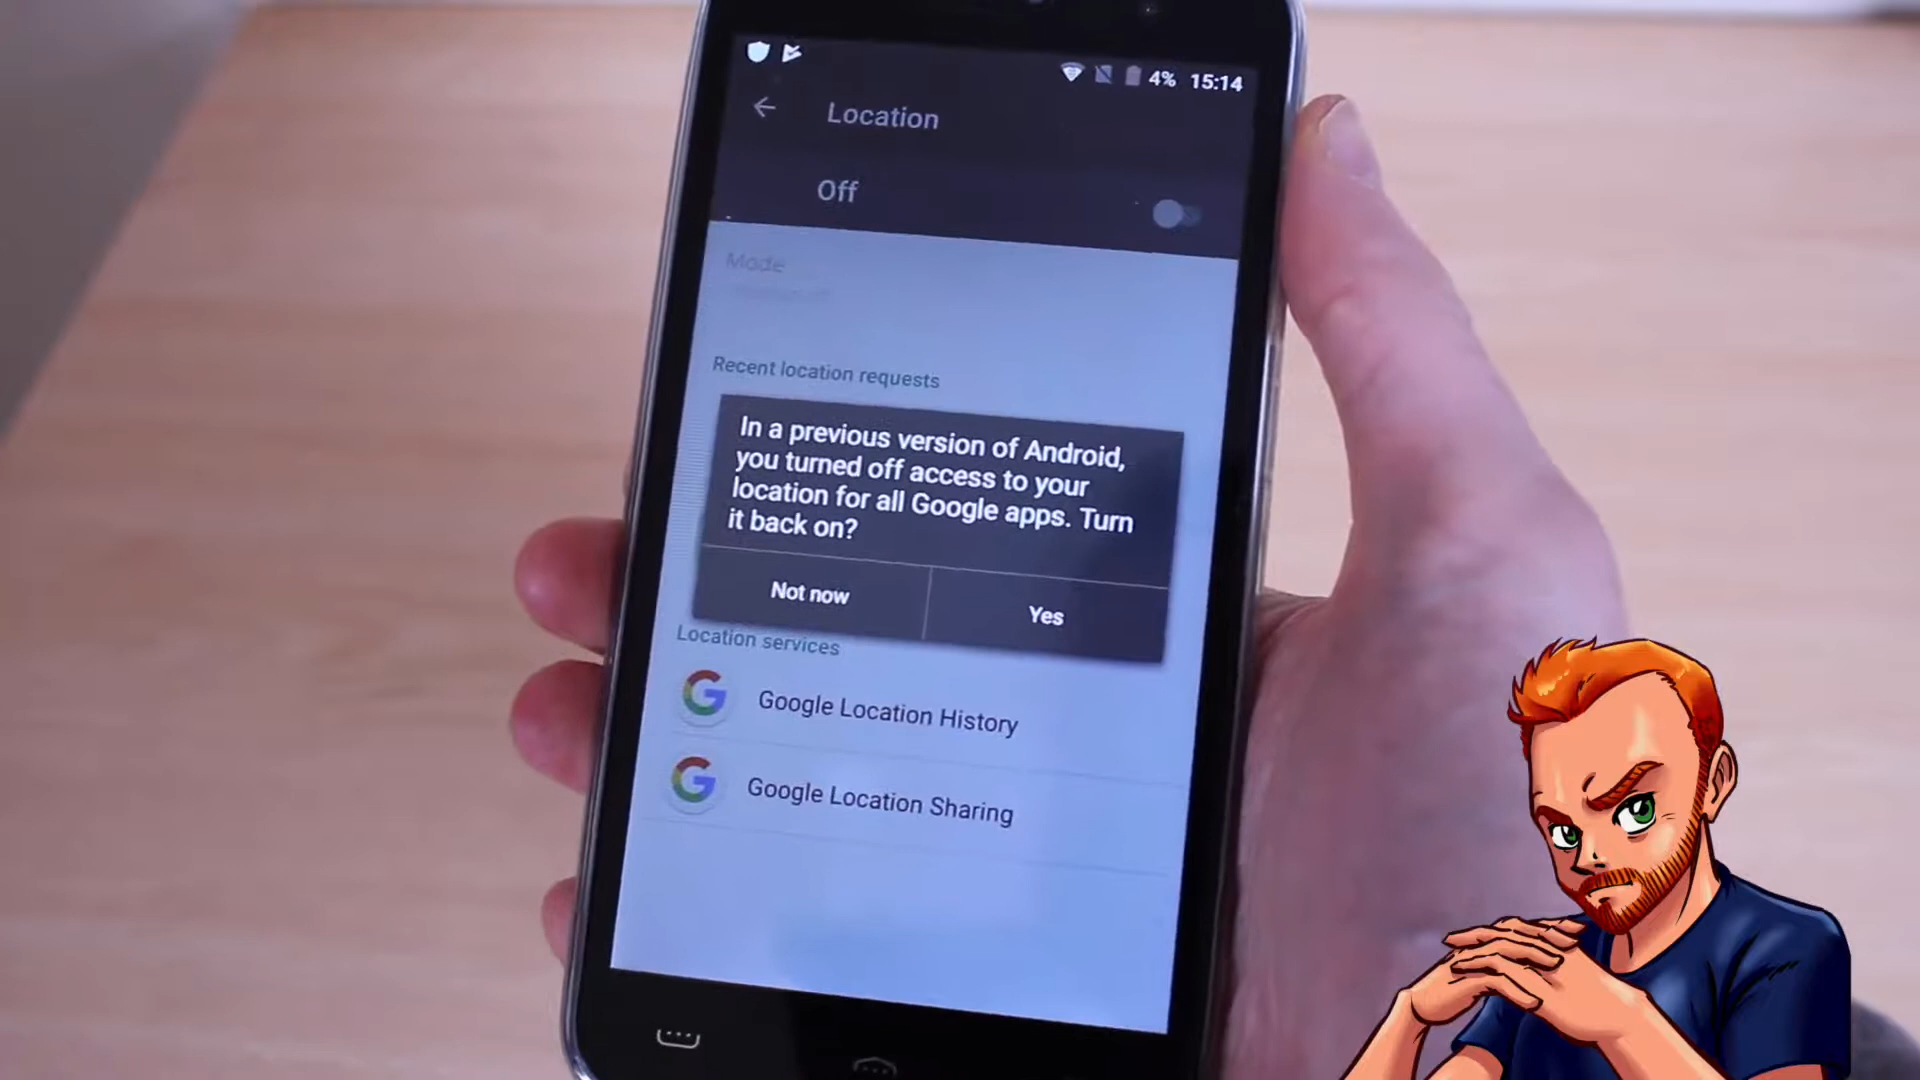 4% 15:14
Location
Off
Mode
Recent location requests
In a previous version of Android,
you turned off access to your
location for all Google apps. Turn
it back on?
Not now
Yes
Location services
Google Location History
Google Location Sharing